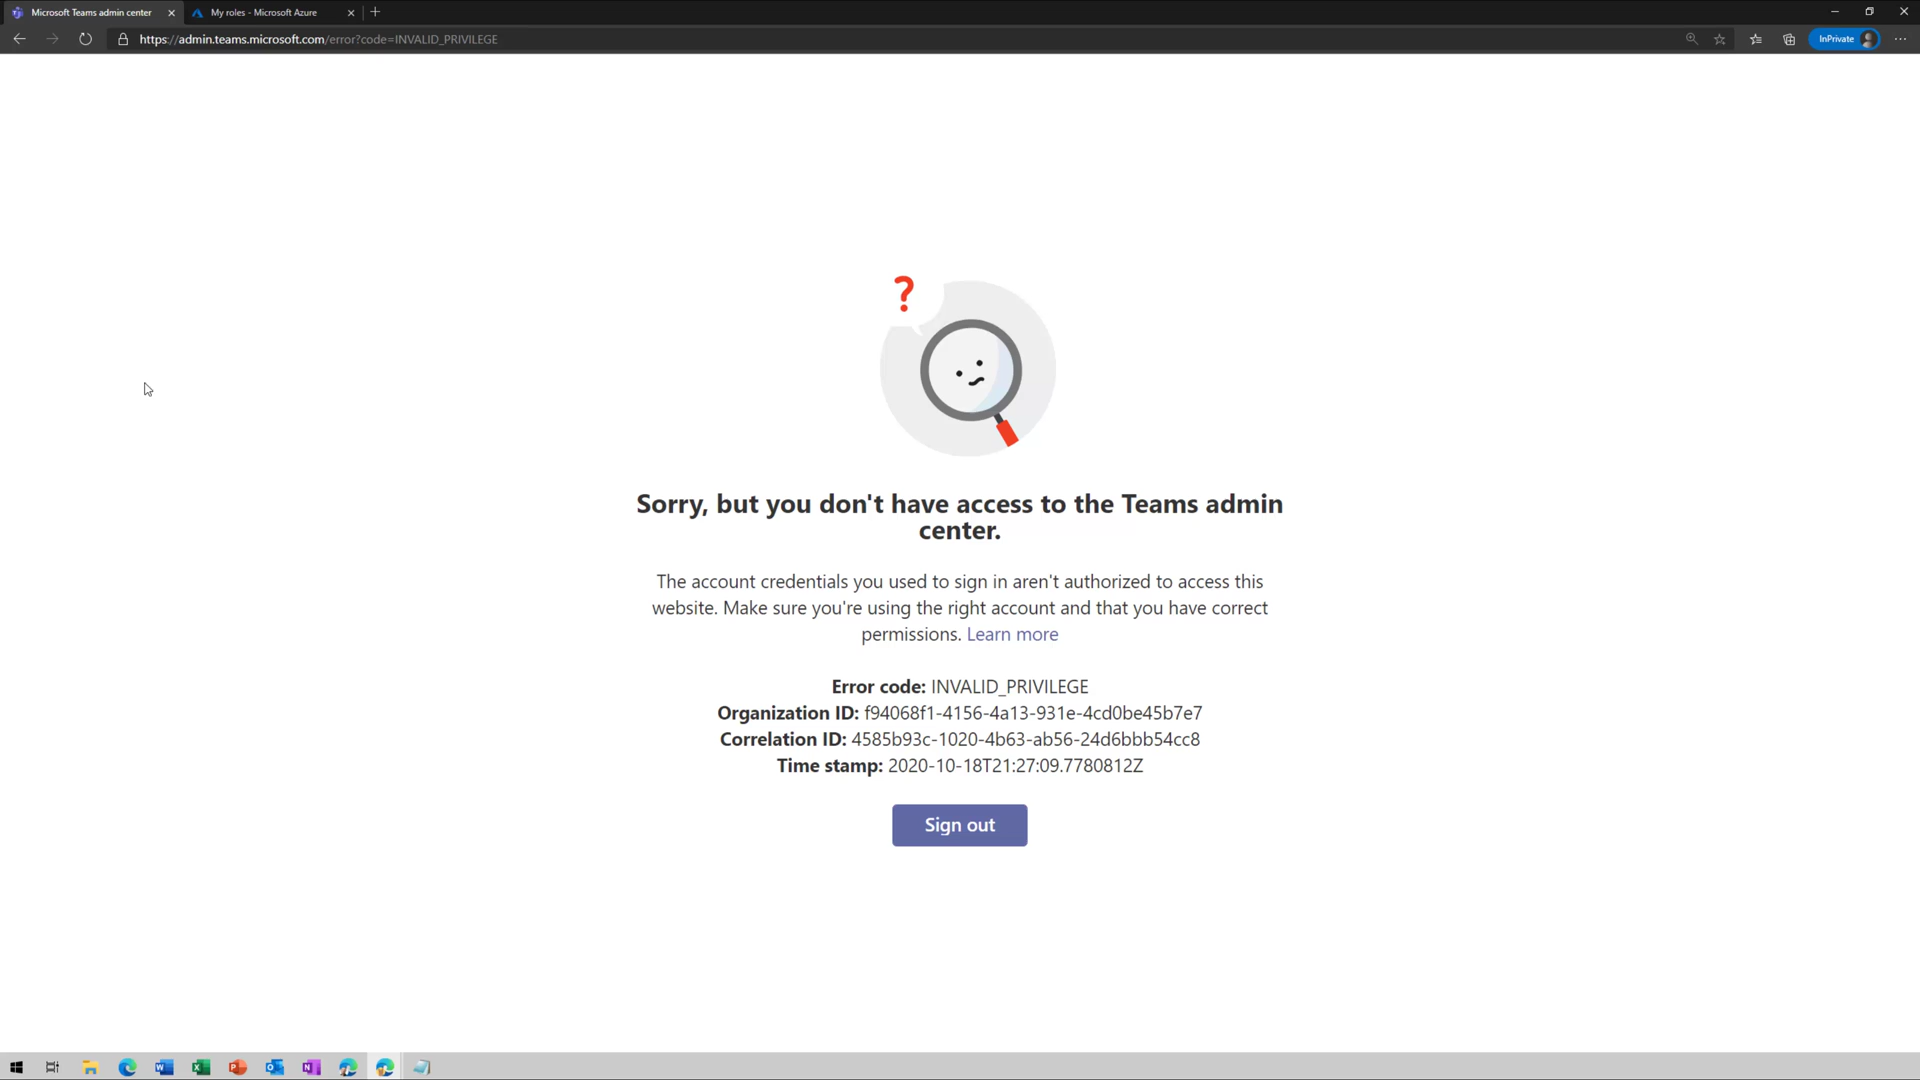 Microsoft Teams admin center
My roles - Microsoft Azure
https://admin.teams.microsoft.com/error?code=INVALID_PRIVILEGE
InPrivate
?
Sorry, but you don't have access to the Teams admin
center.
The account credentials you used to sign in aren't authorized to access this
website. Make sure you're using the right account and that you have correct
permissions. Learn more
Error code: INVALID_PRIVILEGE
Organization ID: f94068f1-4156-4a13-931e-4cd0be45b7e7
Correlation ID: 4585b93c-1020-4b63-ab56-24d6bbb54cc8
Time stamp: 2020-10-18T21:27:09.7780812Z
Sign out